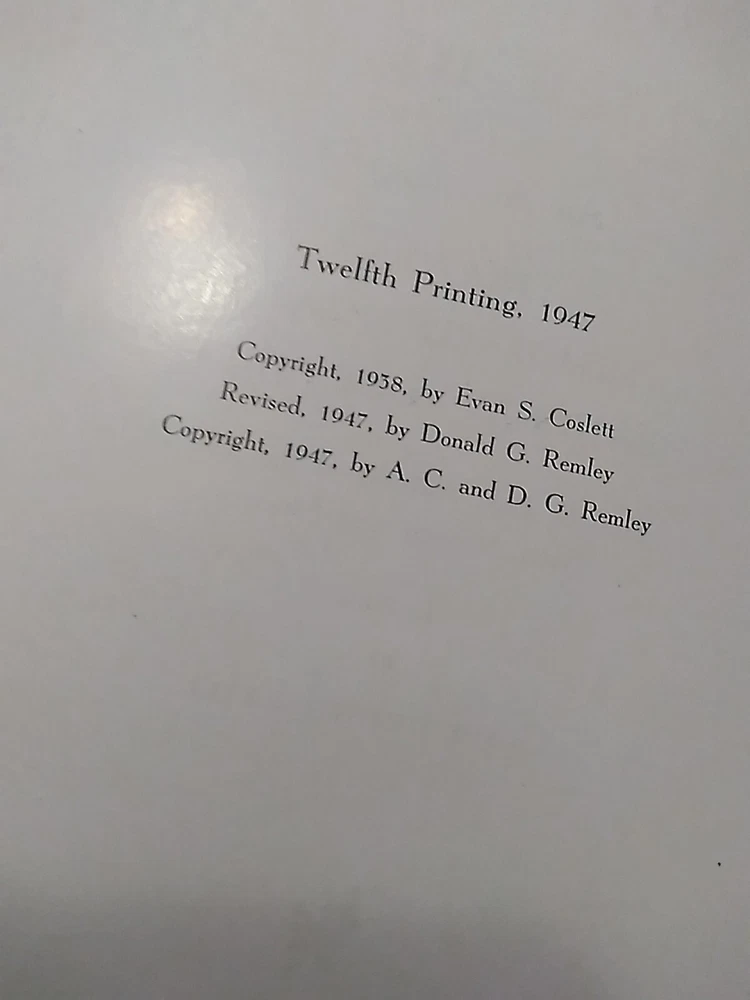 Twelfth Printing, 1947
Copyright, 1938, by Evan S. Coslett
Revised, 1947, by Donald G. Remley
Copyright, 1947, by A. C. and D. G. Remley